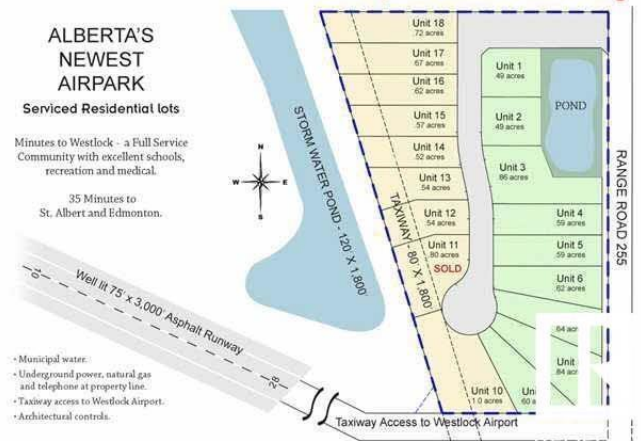 ALBERTA'S
NEWEST
AIRPARK
Serviced Residential lots
Minutes to Westlock - a Full Service
Community with excellent schools,
recreation and medical.
35 Minutes to
St. Albert and Edmonton.
N
W
E
S
STORM WATER POND - 120' X 1,800'
TAXIWAY - 80' X 1,800'
Unit 18
.72 acres
Unit 17
.67 acres
Unit 16
.62 acres
Unit 15
.57 acres
Unit 14
.52 acres
Unit 13
.54 acres
Unit 12
.54 acres
Unit 11
.80 acres
SOLD
Unit 10
1.0 acres
Unit 1
.49 acres
Unit 2
.49 acres
POND
Unit 3
.86 acres
Unit 4
.59 acres
Unit 5
.59 acres
Unit 6
.62 acres
.64
Unit
.84
.60
RANGE ROAD 255
10
Well lit 75' x 3,000' Asphalt Runway
28
• Municipal water.
• Underground power, natural gas
and telephone at property line.
• Taxiway access to Westlock Airport.
• Architectural controls.
Taxiway Access to Westlock Airport